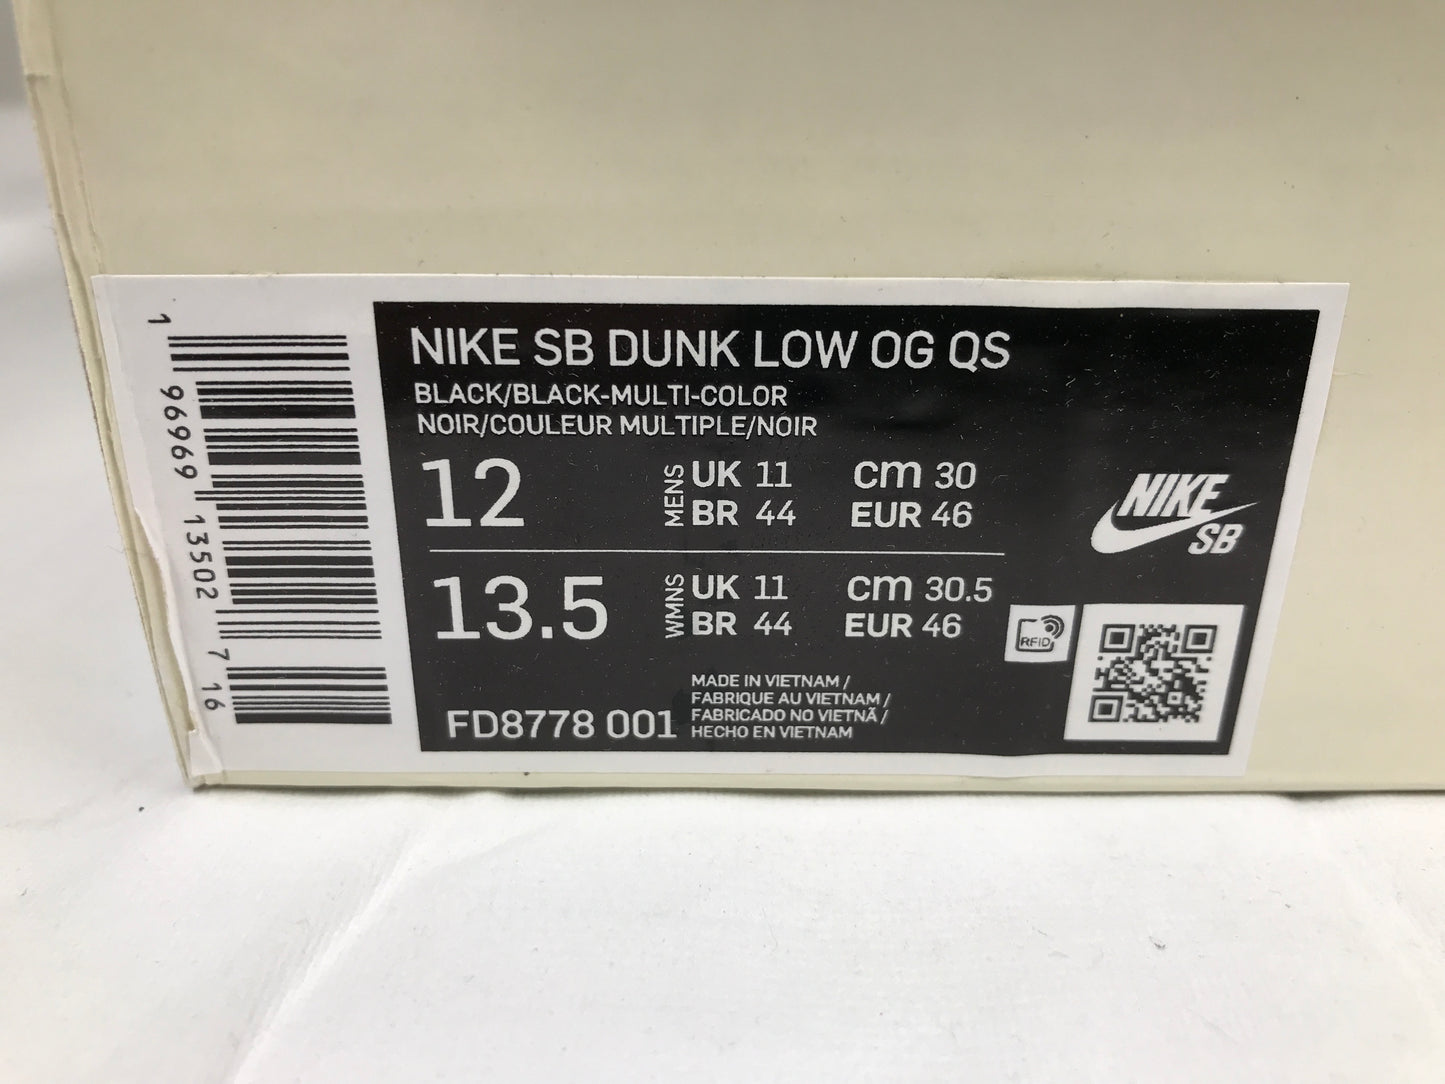 1 96969 13502 7 16
NIKE SB DUNK LOW OG QS
BLACK/BLACK-MULTI-COLOR
NOIR/COULEUR MULTIPLE/NOIR
12 MENS UK 11 cm 30
BR 44 EUR 46
13.5 WMNS UK 11 cm 30.5
BR 44 EUR 46
NIKE
SB
RFID
MADE IN VIETNAM /
FABRIQUE AU VIETNAM /
FABRICADO NO VIETNÃ /
HECHO EN VIETNAM
FD8778 001